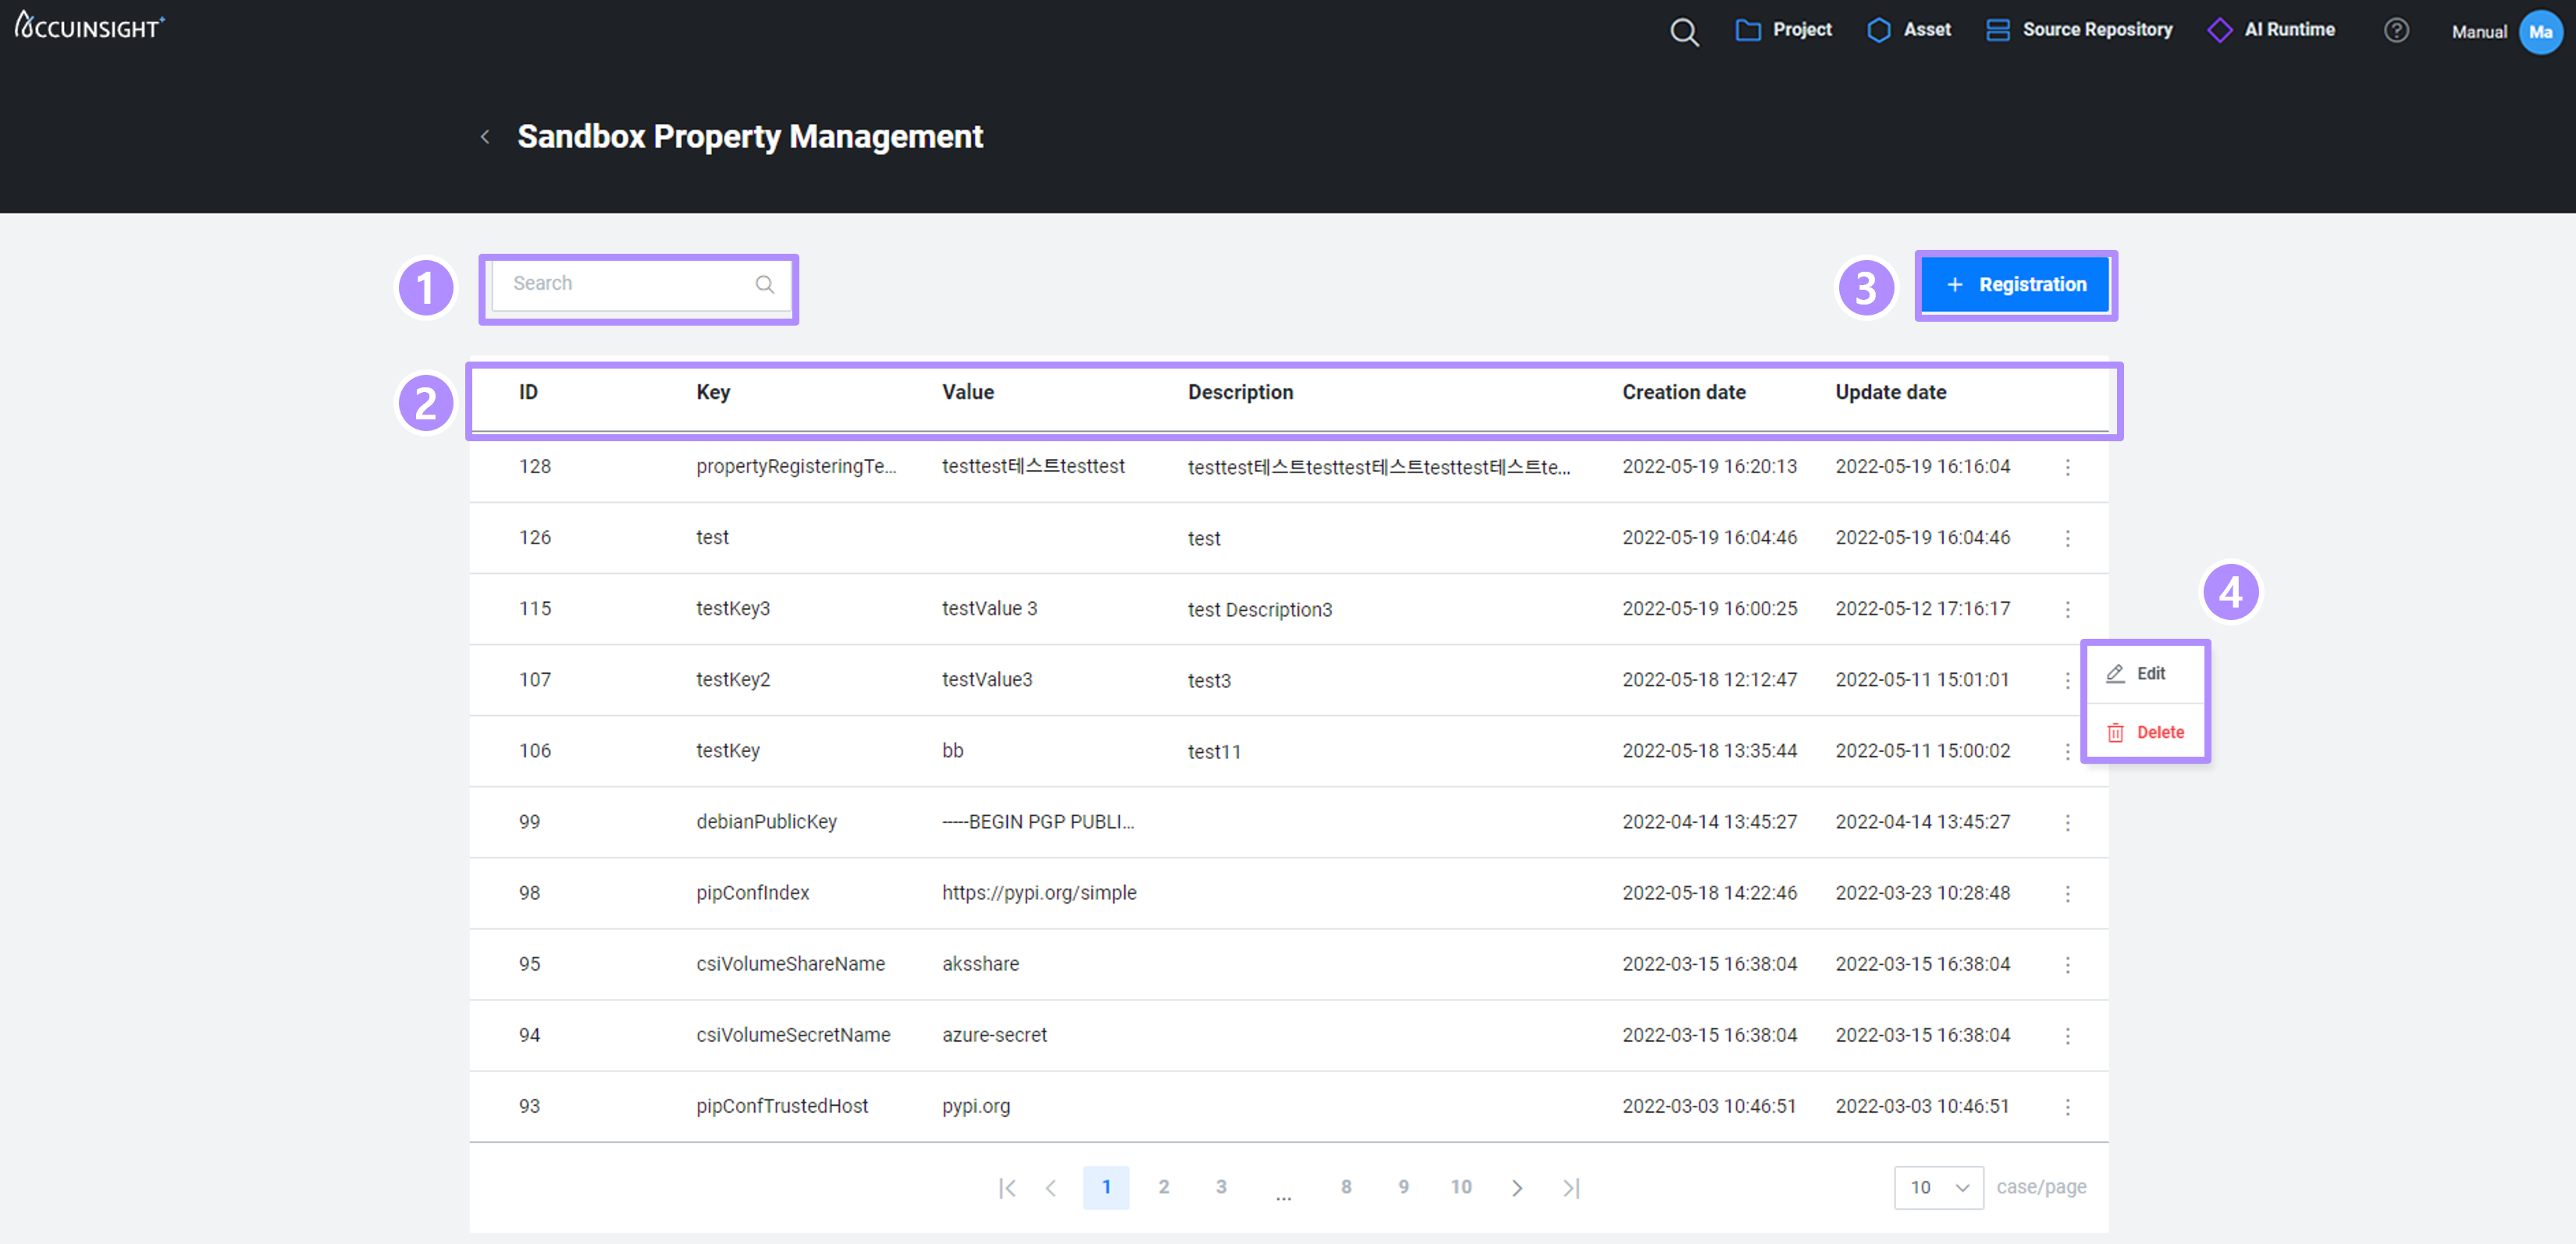 ACCUINSIGHT+
Project Asset Source Repository AI Runtime ? Manual Ma
Sandbox Property Management
1 Search 3 + Registration
2 ID Key Value Description Creation date Update date
128 propertyRegisteringTe... testtest테스트testtest testtest테스트testtest테스트testtest테스트te... 2022-05-19 16:20:13 2022-05-19 16:16:04
126 test test 2022-05-19 16:04:46 2022-05-19 16:04:46
115 testKey3 testValue 3 test Description3 2022-05-19 16:00:25 2022-05-12 17:16:17
4
107 testKey2 testValue3 test3 2022-05-18 12:12:47 2022-05-11 15:01:01
Edit
Delete
106 testKey bb test11 2022-05-18 13:35:44 2022-05-11 15:00:02
99 debianPublicKey -----BEGIN PGP PUBLI... 2022-04-14 13:45:27 2022-04-14 13:45:27
98 pipConfIndex https://pypi.org/simple 2022-05-18 14:22:46 2022-03-23 10:28:48
95 csiVolumeShareName aksshare 2022-03-15 16:38:04 2022-03-15 16:38:04
94 csiVolumeSecretName azure-secret 2022-03-15 16:38:04 2022-03-15 16:38:04
93 pipConfTrustedHost pypi.org 2022-03-03 10:46:51 2022-03-03 10:46:51
1 2 3 ... 8 9 10 10 case/page